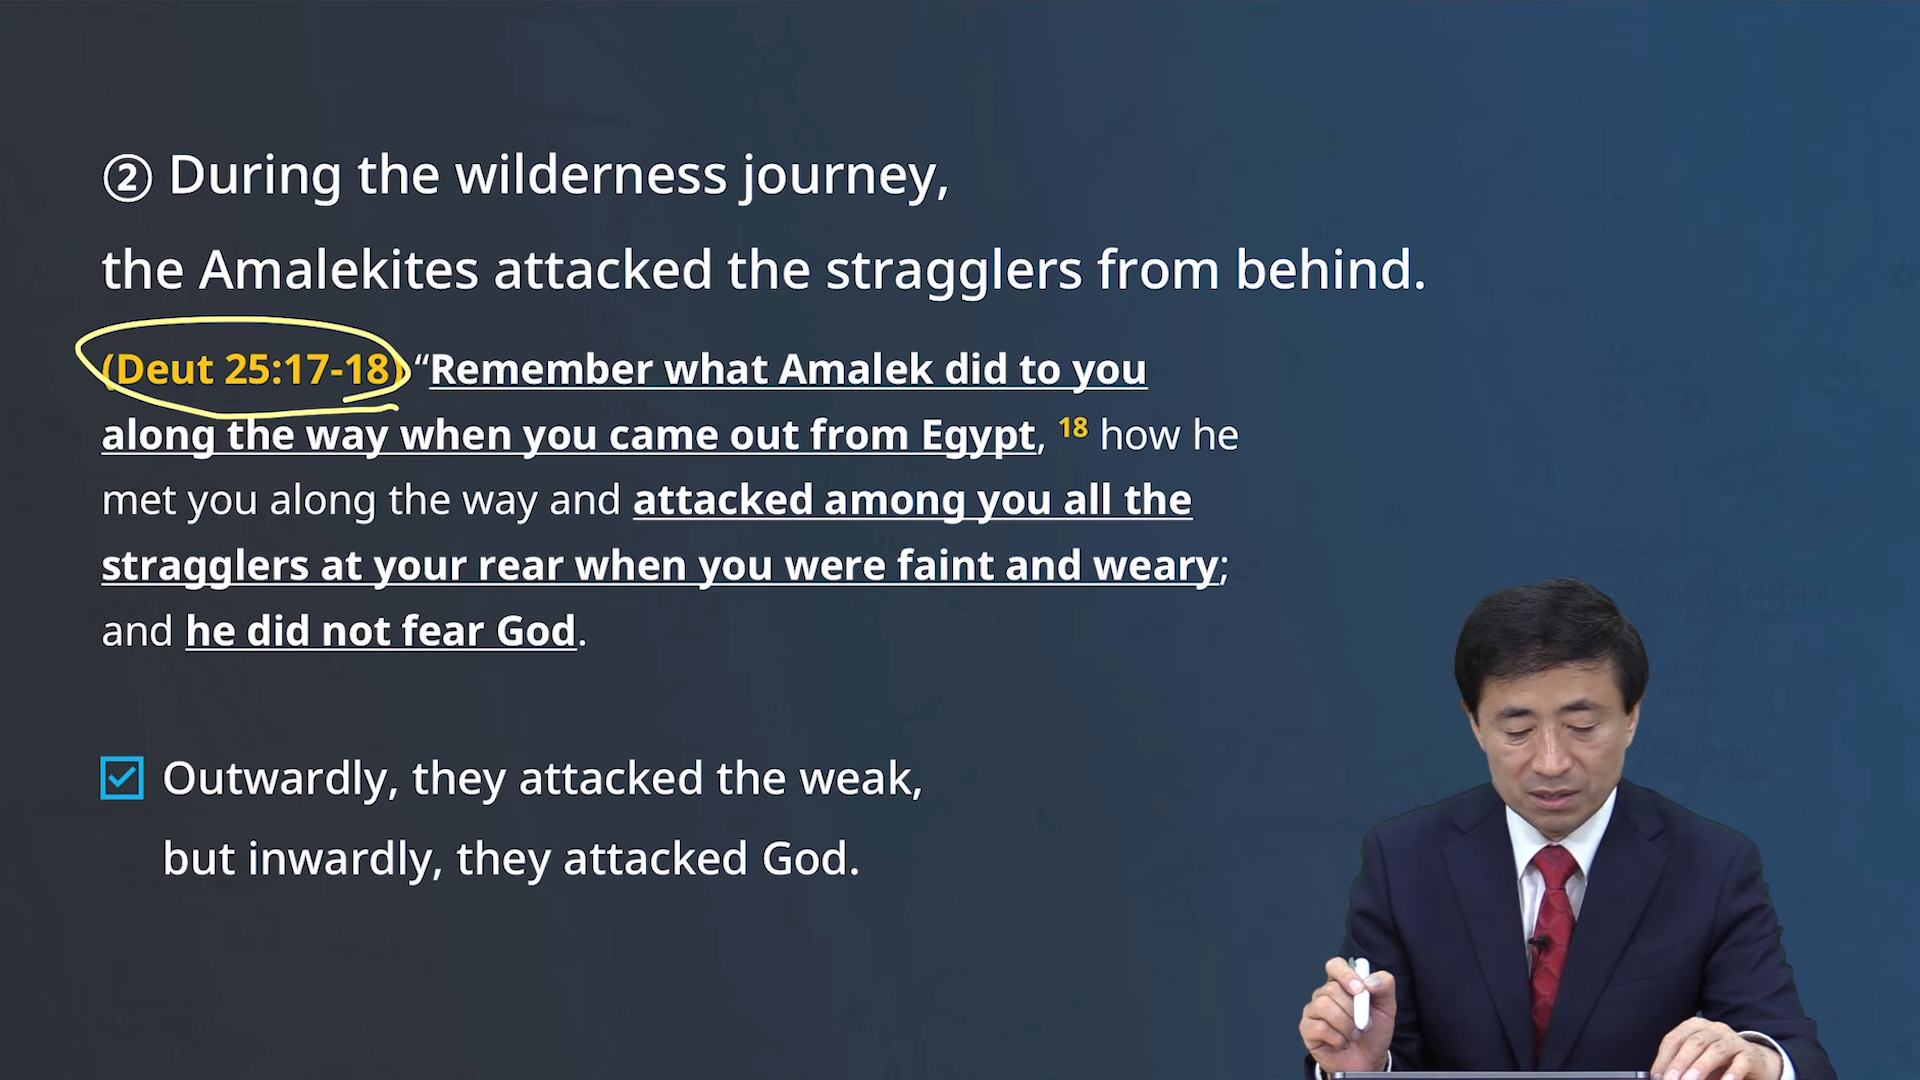 ② During the wilderness journey,
the Amalekites attacked the stragglers from behind.
(Deut 25:17-18) “Remember what Amalek did to you
along the way when you came out from Egypt, 18 how he
met you along the way and attacked among you all the
stragglers at your rear when you were faint and weary;
and he did not fear God.
Outwardly, they attacked the weak,
but inwardly, they attacked God.